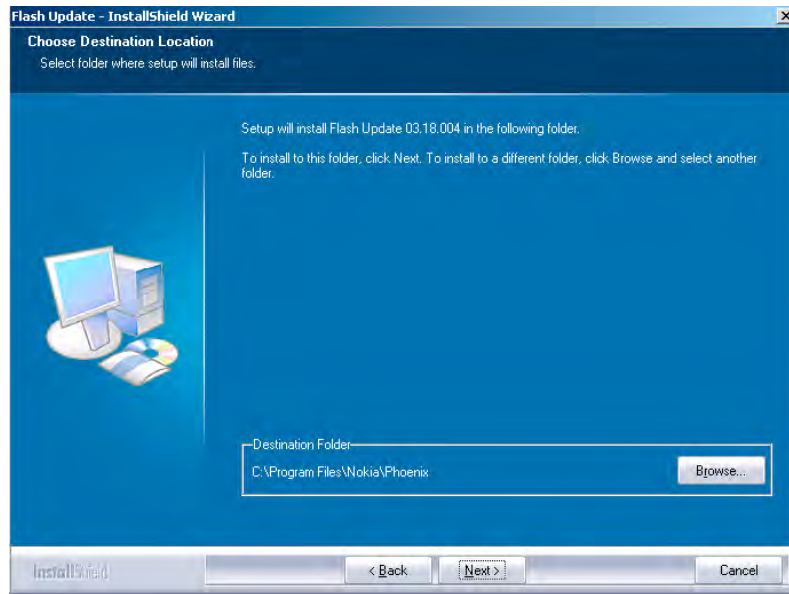 Flash Update - InstallShield Wizard
Choose Destination Location
Select folder where setup will install files.
Setup will install Flash Update 03.18.004 in the following folder.
To install to this folder, click Next. To install to a different folder, click Browse and select another
folder.
Destination Folder
C:\Program Files\Nokia\Phoenix
Browse...
InstallShield
< Back
Next >
Cancel